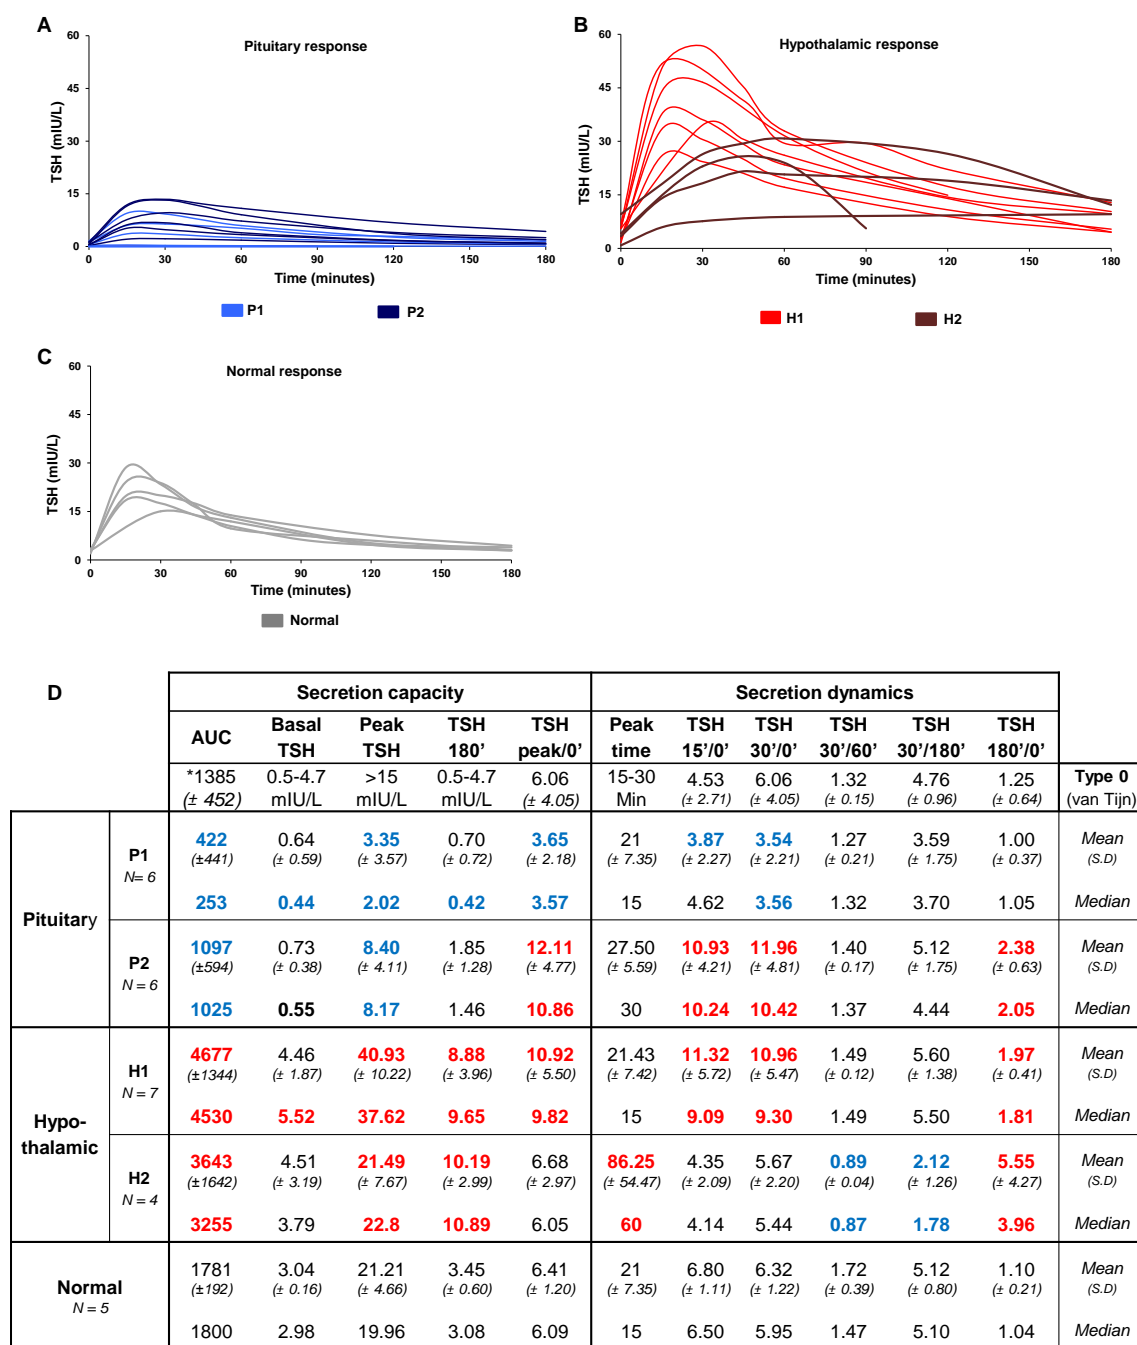 A
Pituitary response
60
45
30
15
0
TSH (mIU/L)
0 30 60 90 120 150 180
Time (minutes)
P1 P2
B
Hypothalamic response
60
45
30
15
0
TSH (mIU/L)
0 30 60 90 120 150 180
Time (minutes)
H1 H2
C
Normal response
60
45
30
15
0
TSH (mIU/L)
0 30 60 90 120 150 180
Time (minutes)
Normal
D
Secretion capacity Secretion dynamics
AUC Basal TSH Peak TSH TSH 180' TSH peak/0' Peak time TSH 15'/0' TSH 30'/0' TSH 30'/60' TSH 30'/180' TSH 180'/0'
*1385 0.5-4.7 >15 0.5-4.7 6.06 15-30 4.53 6.06 1.32 4.76 1.25 Type 0
(± 452) mIU/L mIU/L mIU/L (± 4.05) Min (± 2.71) (± 4.05) (± 0.15) (± 0.96) (± 0.64) (van Tijn)
Pituitary
P1
N= 6
422 0.64 3.35 0.70 3.65 21 3.87 3.54 1.27 3.59 1.00 Mean
(±441) (± 0.59) (± 3.57) (± 0.72) (± 2.18) (± 7.35) (± 2.27) (± 2.21) (± 0.21) (± 1.75) (± 0.37) (S.D)
253 0.44 2.02 0.42 3.57 15 4.62 3.56 1.32 3.70 1.05 Median
P2
N = 6
1097 0.73 8.40 1.85 12.11 27.50 10.93 11.96 1.40 5.12 2.38 Mean
(±594) (± 0.38) (± 4.11) (± 1.28) (± 4.77) (± 5.59) (± 4.21) (± 4.81) (± 0.17) (± 1.75) (± 0.63) (S.D)
1025 0.55 8.17 1.46 10.86 30 10.24 10.42 1.37 4.44 2.05 Median
Hypo-
thalamic
H1
N = 7
4677 4.46 40.93 8.88 10.92 21.43 11.32 10.96 1.49 5.60 1.97 Mean
(±1344) (± 1.87) (± 10.22) (± 3.96) (± 5.50) (± 7.42) (± 5.72) (± 5.47) (± 0.12) (± 1.38) (± 0.41) (S.D)
4530 5.52 37.62 9.65 9.82 15 9.09 9.30 1.49 5.50 1.81 Median
H2
N = 4
3643 4.51 21.49 10.19 6.68 86.25 4.35 5.67 0.89 2.12 5.55 Mean
(±1642) (± 3.19) (± 7.67) (± 2.99) (± 2.97) (± 54.47) (± 2.09) (± 2.20) (± 0.04) (± 1.26) (± 4.27) (S.D)
3255 3.79 22.8 10.89 6.05 60 4.14 5.44 0.87 1.78 3.96 Median
Normal
N = 5
1781 3.04 21.21 3.45 6.41 21 6.80 6.32 1.72 5.12 1.10 Mean
(±192) (± 0.16) (± 4.66) (± 0.60) (± 1.20) (± 7.35) (± 1.11) (± 1.22) (± 0.39) (± 0.80) (± 0.21) (S.D)
1800 2.98 19.96 3.08 6.09 15 6.50 5.95 1.47 5.10 1.04 Median